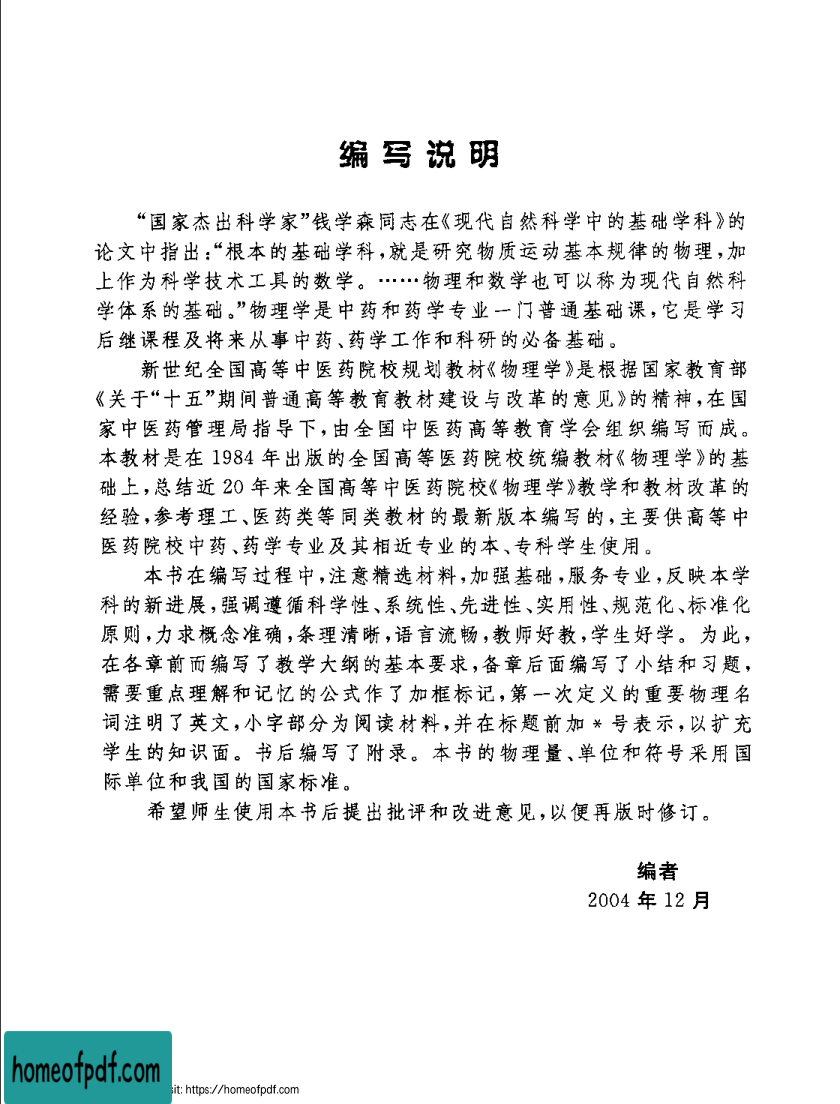 编写说明
“国家杰出科学家”钱学森同志在《现代自然科学中的基础学科》的
论文中指出：“根本的基础学科，就是研究物质运动基本规律的物理，加
上作为科学技术工具的数学。……物理和数学也可以称为现代自然科
学体系的基础。”物理学是中药和药学专业一门普通基础课，它是学习
后继课程及将来从事中药、药学工作和科研的必备基础。
新世纪全国高等中医药院校规划教材《物理学》是根据国家教育部
《关于“十五”期间普通高等教育教材建设与改革的意见》的精神，在国
家中医药管理局指导下，由全国中医药高等教育学会组织编写而成。
本教材是在 1984 年出版的全国高等医药院校统编教材《物理学》的基
础上，总结近 20 年来全国高等中医药院校《物理学》教学和教材改革的
经验，参考理工、医药类等同类教材的最新版本编写的，主要供高等中
医药院校中药、药学专业及其相近专业的本、专科学生使用。
本书在编写过程中，注意精选材料，加强基础，服务专业，反映本学
科的新进展，强调遵循科学性、系统性、先进性、实用性、规范化、标准化
原则，力求概念准确，条理清晰，语言流畅，教师好教，学生好学。为此，
在各章前而编写了教学大纲的基本要求，各章后面编写了小结和习题，
需要重点理解和记忆的公式作了加框标记，第一次定义的重要物理名
词注明了英文，小字部分为阅读材料，并在标题前加 * 号表示，以扩充
学生的知识面。书后编写了附录。本书的物理量、单位和符号采用国
际单位和我国的国家标准。
希望师生使用本书后提出批评和改进意见，以便再版时修订。
编者
2004 年 12 月
homeofpdf.com
sit: https://homeofpdf.com